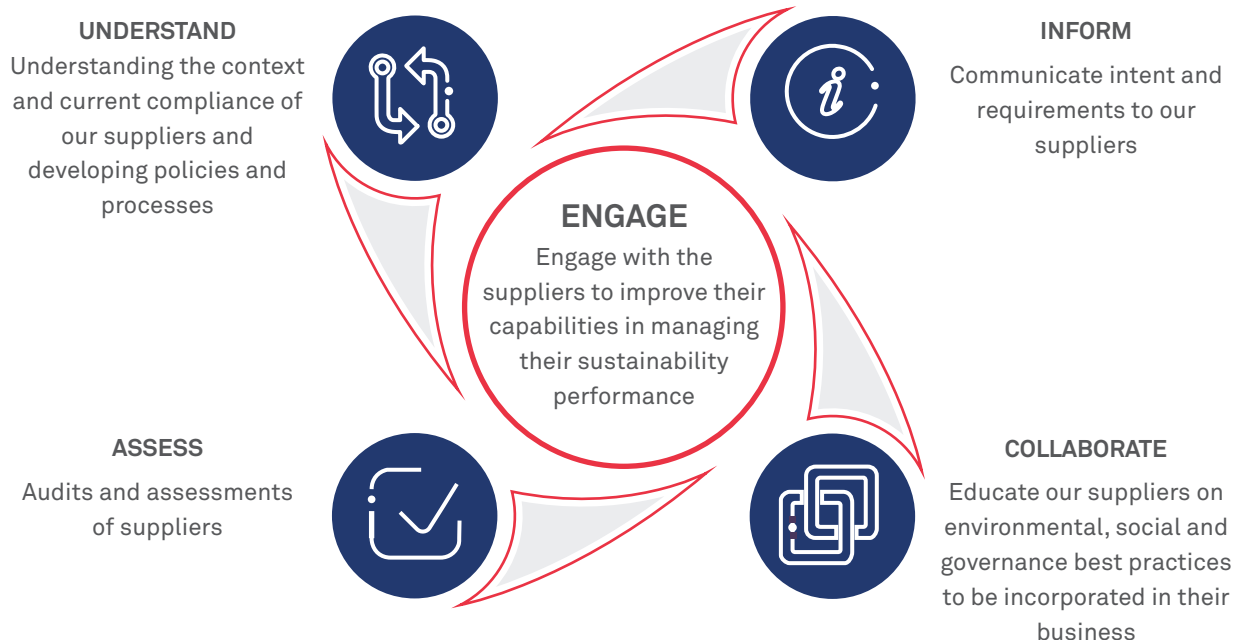 UNDERSTAND
Understanding the context
and current compliance of
our suppliers and
developing policies and
processes
INFORM
Communicate intent and
requirements to our
suppliers
i
ENGAGE
Engage with the
suppliers to improve their
capabilities in managing
their sustainability
performance
ASSESS
Audits and assessments
of suppliers
COLLABORATE
Educate our suppliers on
environmental, social and
governance best practices
to be incorporated in their
business